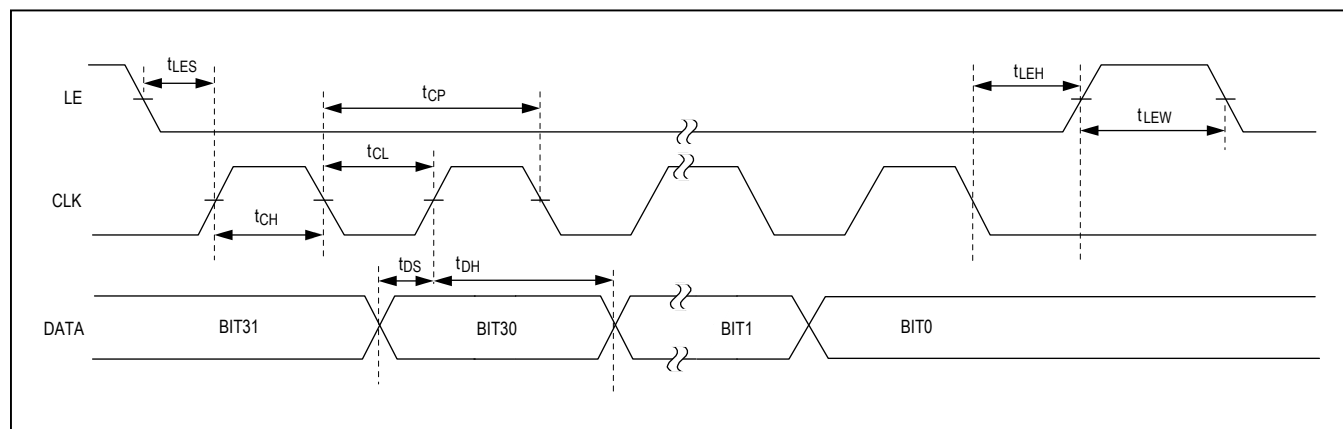 LE
tLES
tCP
tLEH
tLEW
CLK
tCL
tCH
tDS
tDH
DATA
BIT31
BIT30
BIT1
BIT0